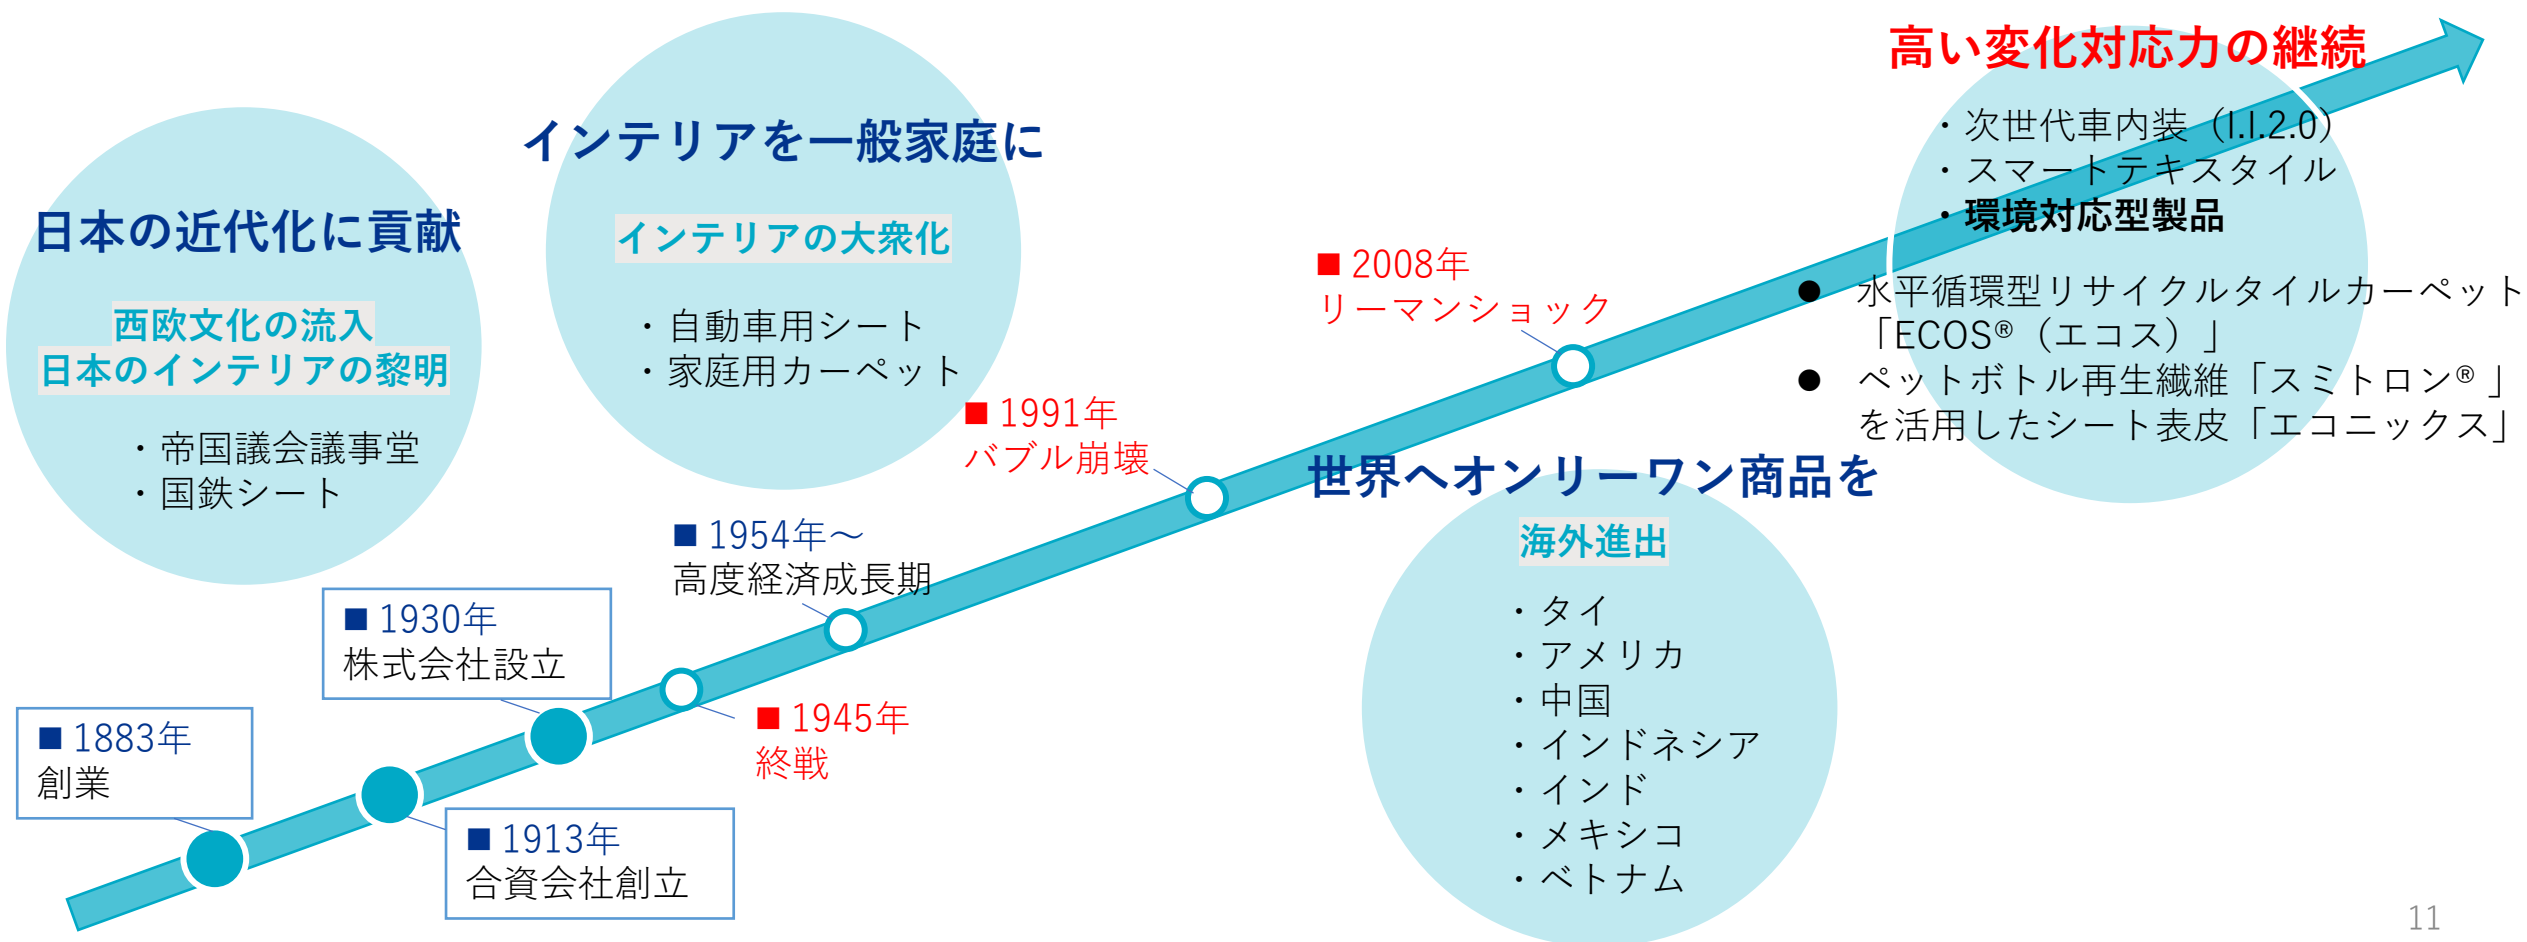 日本の近代化に貢献
西欧文化の流入
日本のインテリアの黎明
・帝国議会議事堂
・国鉄シート
インテリアを一般家庭に
インテリアの大衆化
・自動車用シート
・家庭用カーペット
高い変化対応力の継続
・次世代車内装（I.I.2.0）
・スマートテキスタイル
・環境対応型製品
● 水平循環型リサイクルタイルカーペット
「ECOS®（エコス）」
● ペットボトル再生繊維「スミトロン®」
を活用したシート表皮「エコニックス」
世界へオンリーワン商品を
海外進出
・タイ
・アメリカ
・中国
・インドネシア
・インド
・メキシコ
・ベトナム
■ 1883年
創業
■ 1913年
合資会社創立
■ 1930年
株式会社設立
■ 1945年
終戦
■ 1954年～
高度経済成長期
■ 1991年
バブル崩壊
■ 2008年
リーマンショック
11